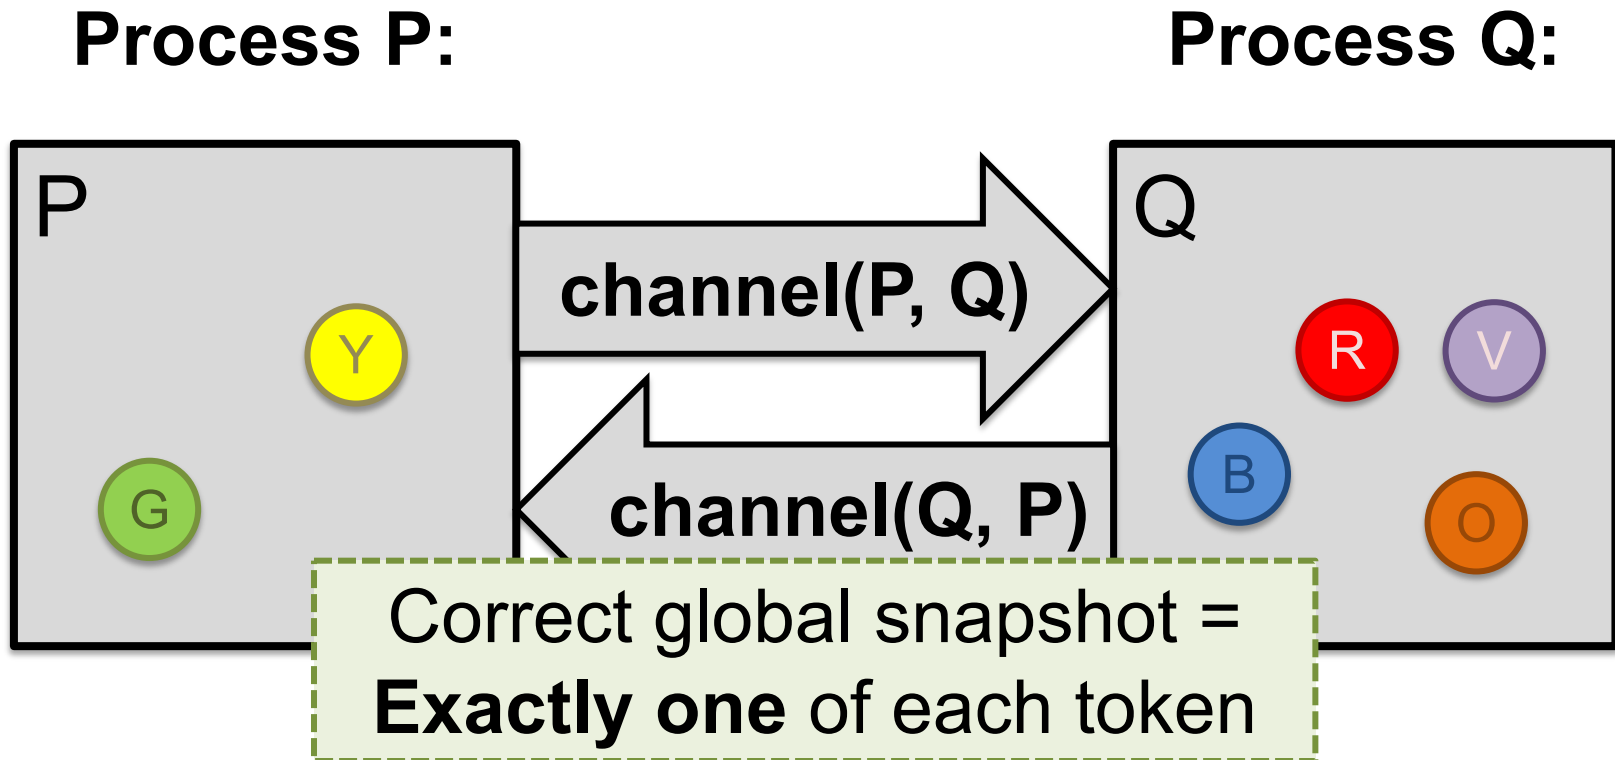 Process P:
Process Q:
P
Q
channel(P, Q)
Y
R
V
B
G
channel(Q, P)
O
Correct global snapshot =
Exactly one of each token